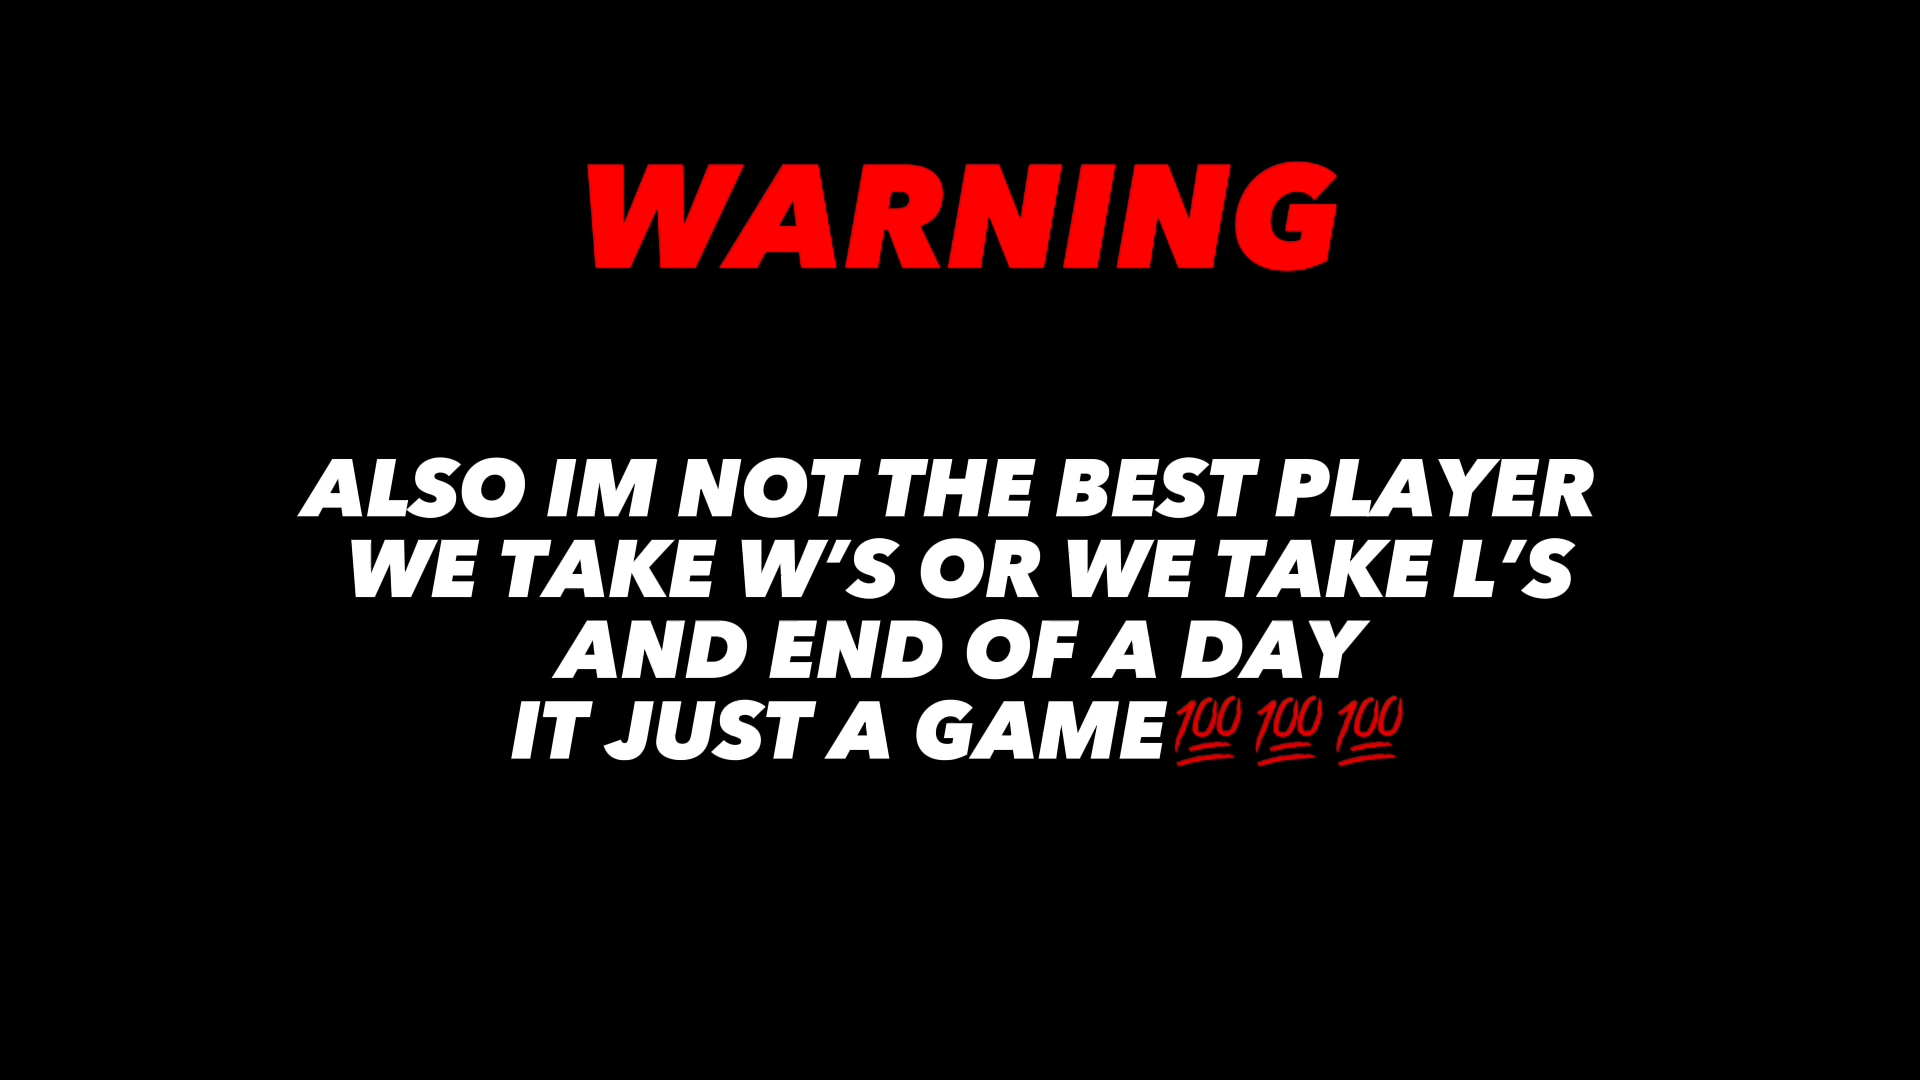 WARNING
ALSO IM NOT THE BEST PLAYER
WE TAKE W’S OR WE TAKE L’S
AND END OF A DAY
IT JUST A GAME💯💯💯